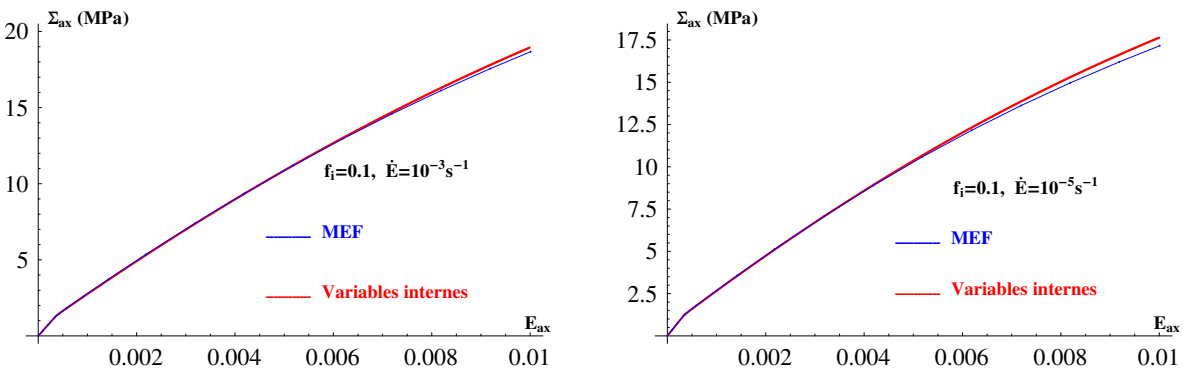 Σax (MPa)
20
15
10
5
fi=0.1, Ė=10−3s−1
MEF
Variables internes
Eax
0.002
0.004
0.006
0.008
0.01
Σax (MPa)
17.5
15
12.5
10
7.5
5
2.5
fi=0.1, Ė=10−5s−1
MEF
Variables internes
Eax
0.002
0.004
0.006
0.008
0.01